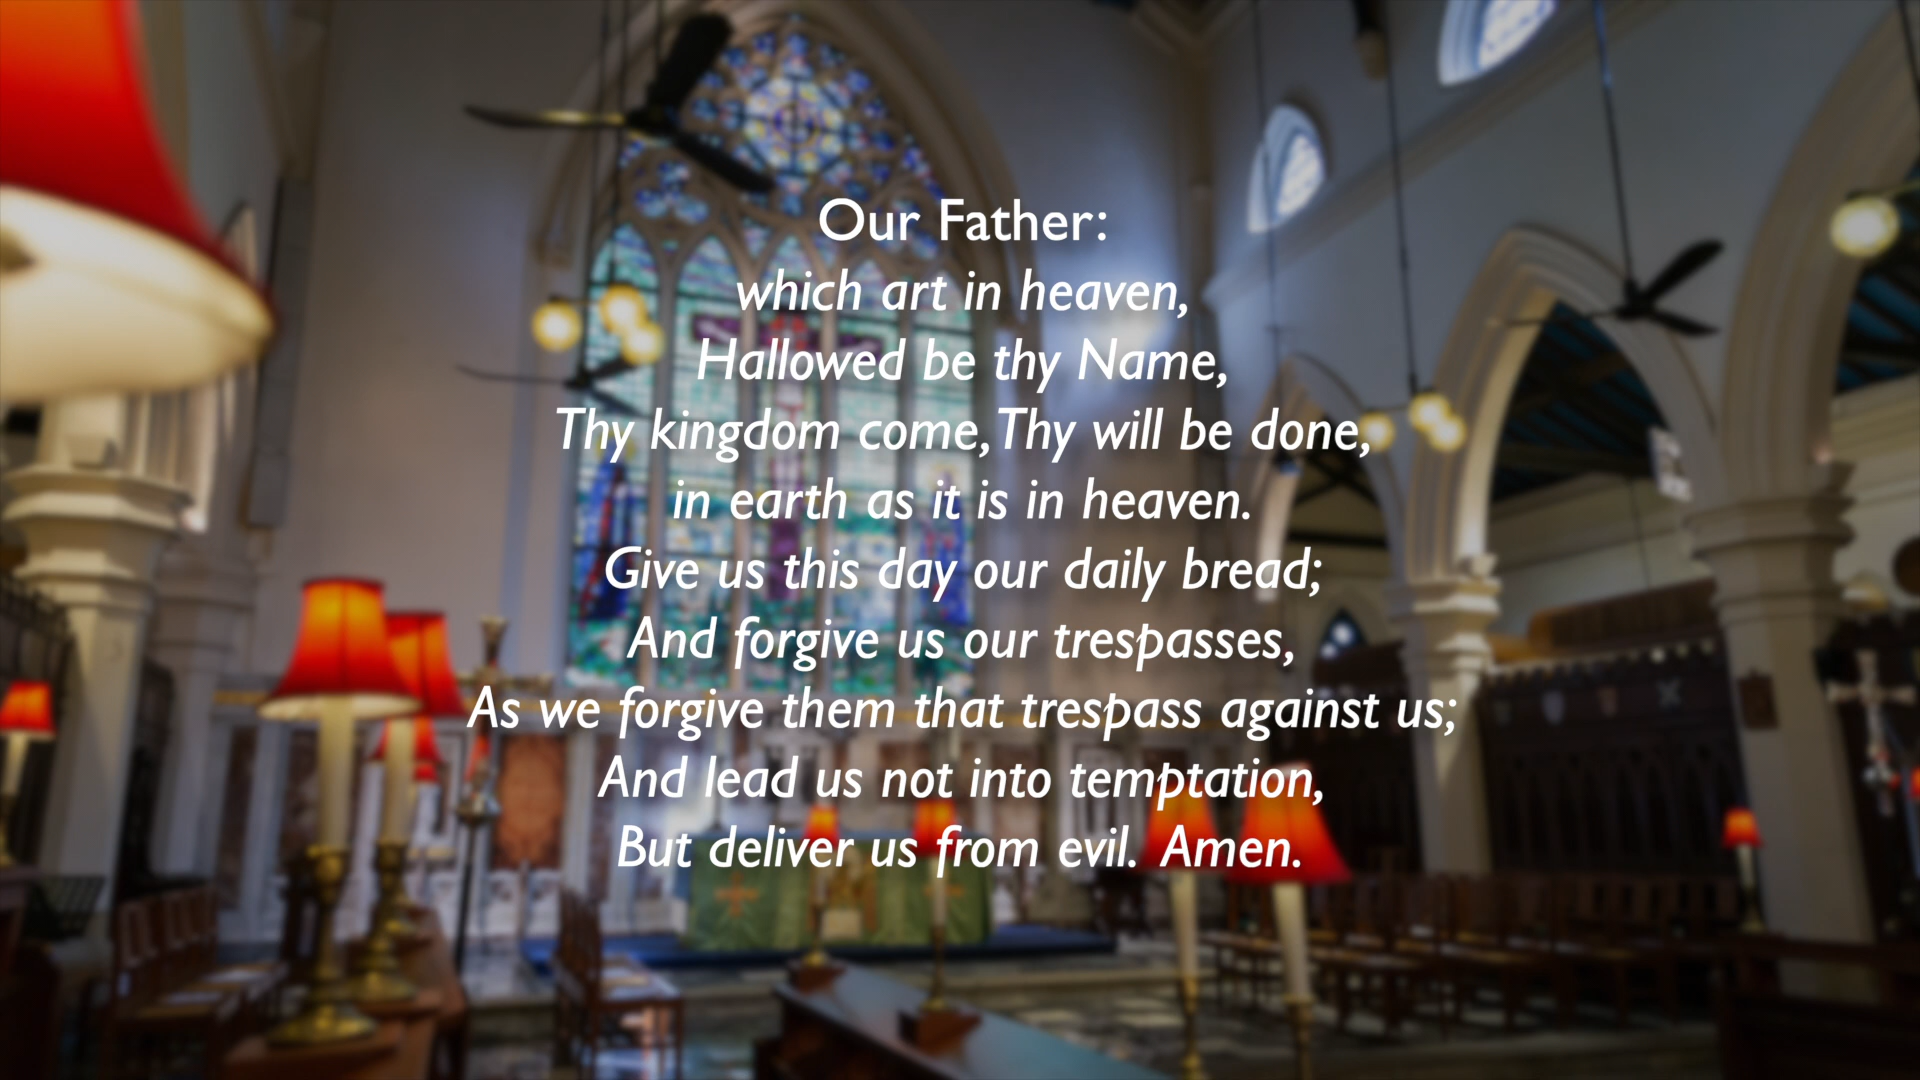 Our Father:
which art in heaven,
Hallowed be thy Name,
Thy kingdom come, Thy will be done,
in earth as it is in heaven.
Give us this day our daily bread;
And forgive us our trespasses,
As we forgive them that trespass against us;
And lead us not into temptation,
But deliver us from evil. Amen.